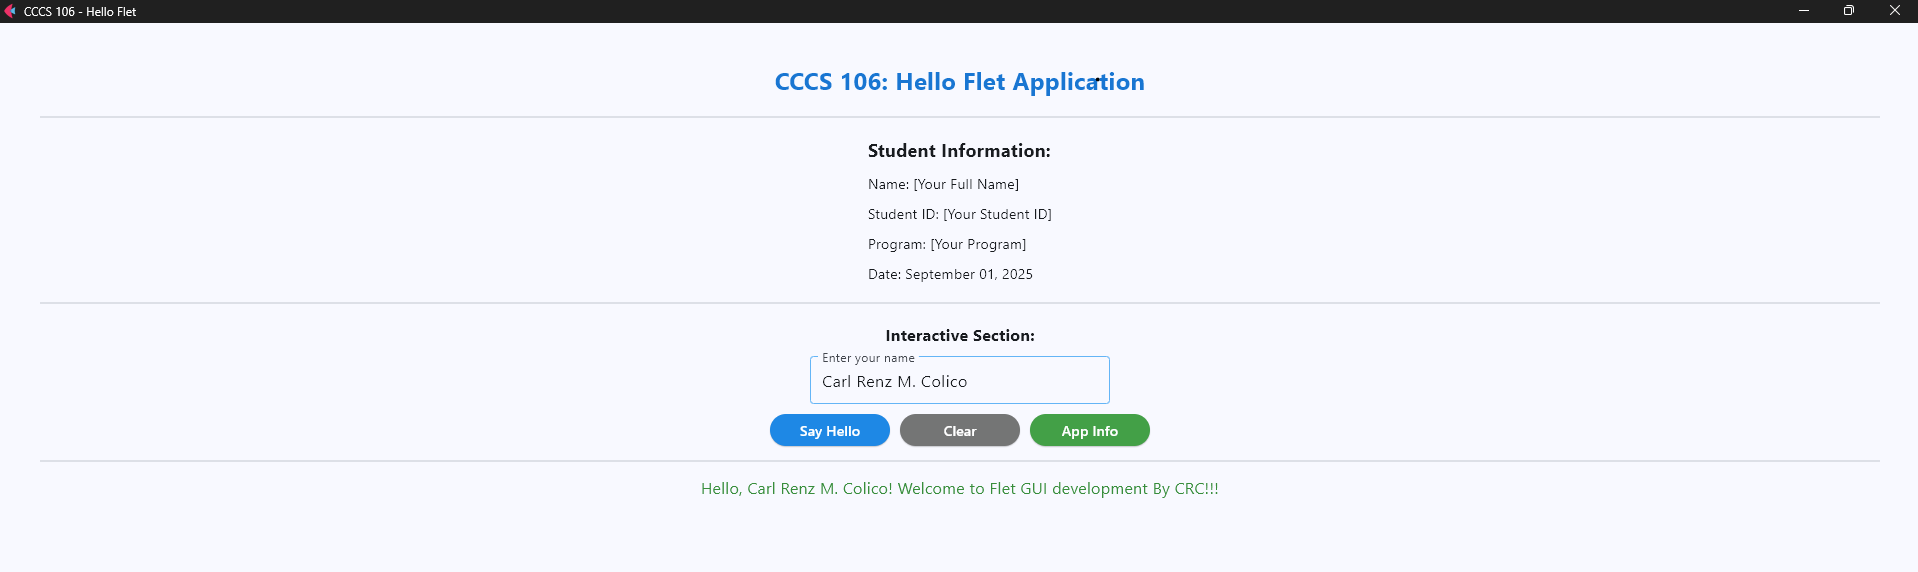 CCCS 106 - Hello Flet
CCCS 106: Hello Flet Application
Student Information:
Name: [Your Full Name]
Student ID: [Your Student ID]
Program: [Your Program]
Date: September 01, 2025
Interactive Section:
Enter your name
Carl Renz M. Colico
Say Hello Clear App Info
Hello, Carl Renz M. Colico! Welcome to Flet GUI development By CRC!!!